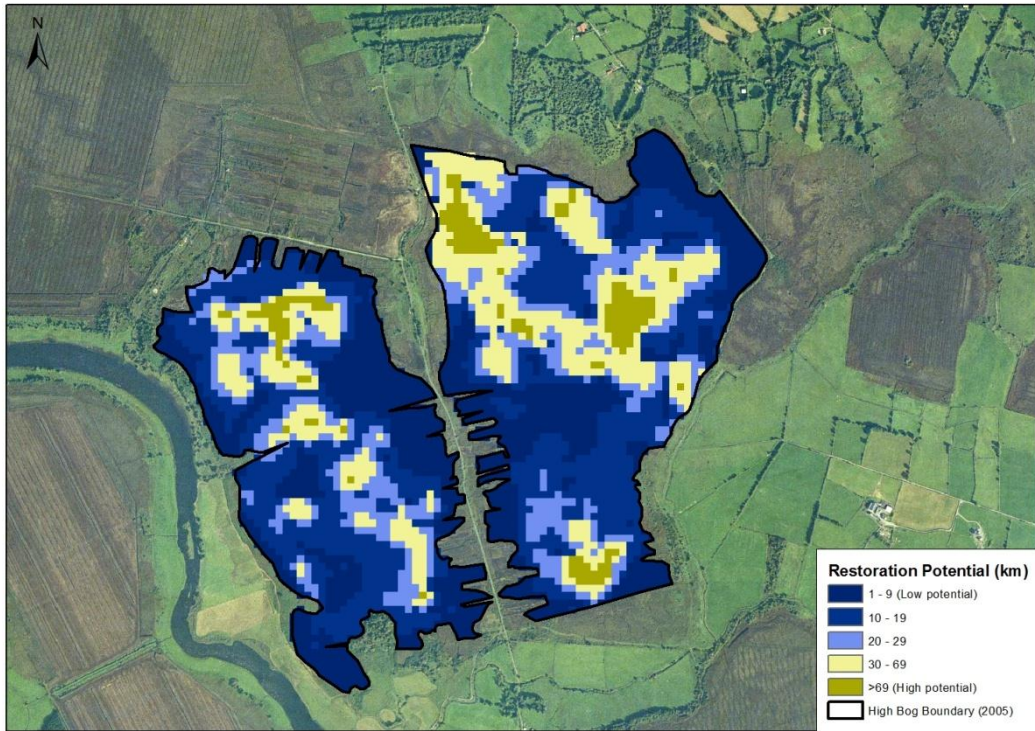 N
Restoration Potential (km)
1 - 9 (Low potential)
10 - 19
20 - 29
30 - 69
>69 (High potential)
High Bog Boundary (2005)